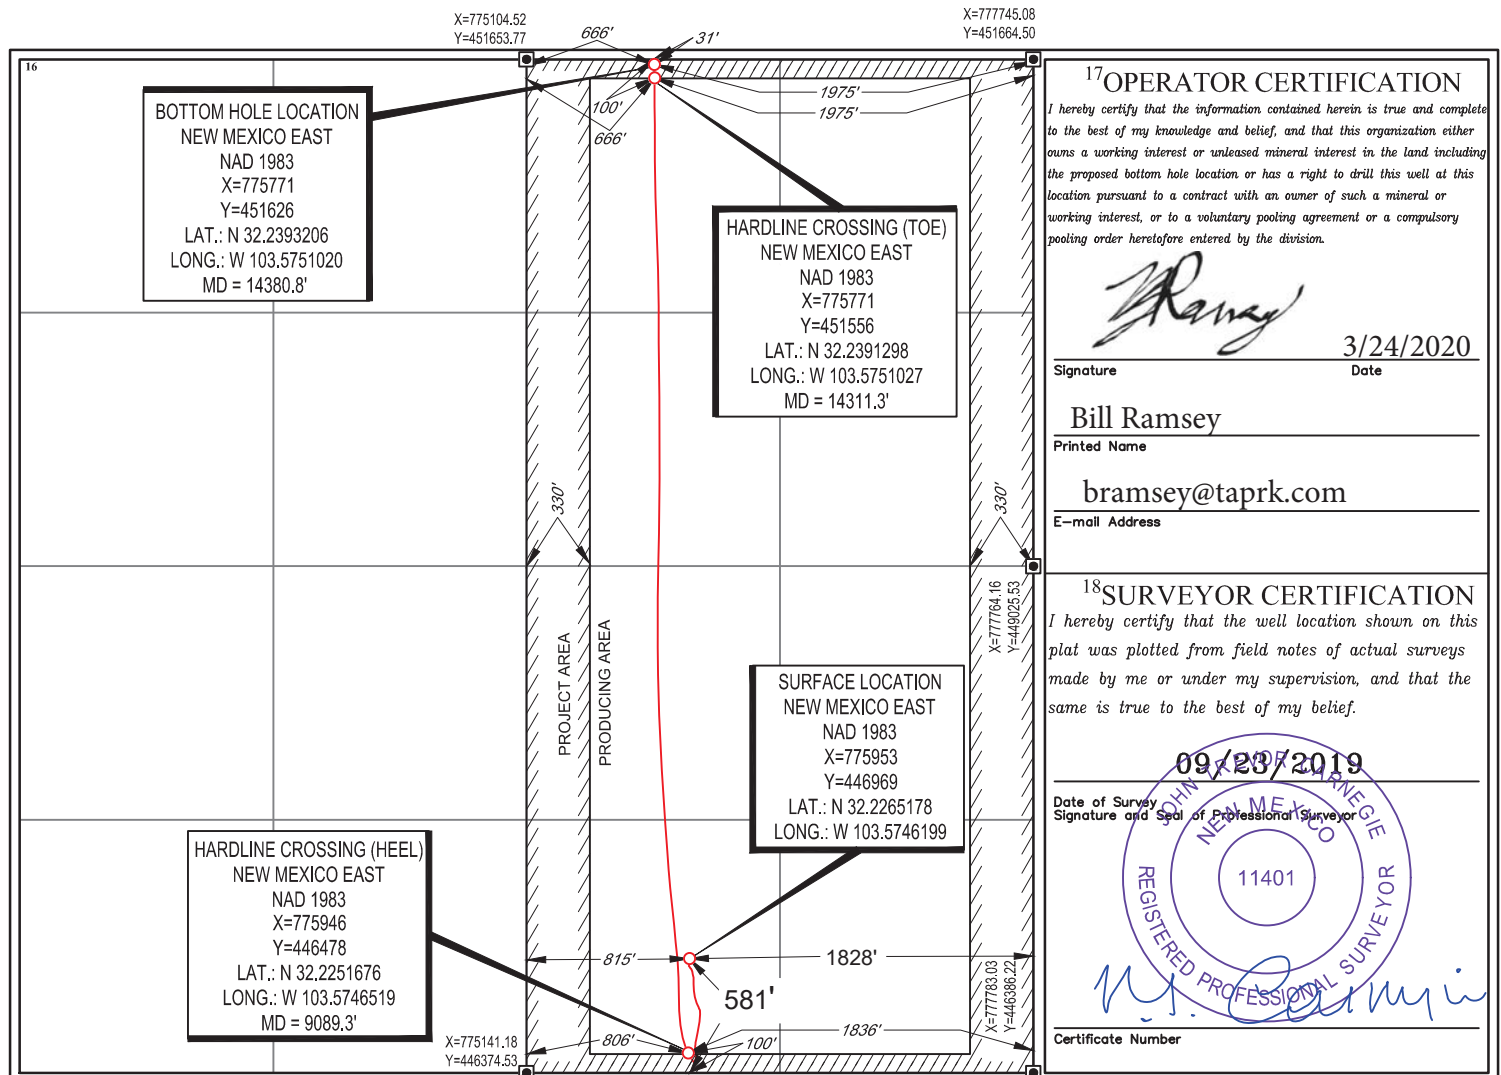 X=775104.52
Y=451653.77
X=777745.08
Y=451664.50
666'
31'
16
1975'
1975'
100'
666'
BOTTOM HOLE LOCATION
NEW MEXICO EAST
NAD 1983
X=775771
Y=451626
LAT.: N 32.2393206
LONG.: W 103.5751020
MD = 14380.8'
HARDLINE CROSSING (TOE)
NEW MEXICO EAST
NAD 1983
X=775771
Y=451556
LAT.: N 32.2391298
LONG.: W 103.5751027
MD = 14311.3'
330'
330'
X=777764.16
Y=449025.53
PROJECT AREA
PRODUCING AREA
SURFACE LOCATION
NEW MEXICO EAST
NAD 1983
X=775953
Y=446969
LAT.: N 32.2265178
LONG.: W 103.5746199
HARDLINE CROSSING (HEEL)
NEW MEXICO EAST
NAD 1983
X=775946
Y=446478
LAT.: N 32.2251676
LONG.: W 103.5746519
MD = 9089.3'
815'
1828'
581'
X=777783.03
Y=446386.22
806'
100'
1836'
X=775141.18
Y=446374.53
17 OPERATOR CERTIFICATION
I hereby certify that the information contained herein is true and complete
to the best of my knowledge and belief, and that this organization either
owns a working interest or unleased mineral interest in the land including
the proposed bottom hole location or has a right to drill this well at this
location pursuant to a contract with an owner of such a mineral or
working interest, or to a voluntary pooling agreement or a compulsory
pooling order heretofore entered by the division.
3/24/2020
Signature Date
Bill Ramsey
Printed Name
bramsey@taprk.com
E-mail Address
18 SURVEYOR CERTIFICATION
I hereby certify that the well location shown on this
plat was plotted from field notes of actual surveys
made by me or under my supervision, and that the
same is true to the best of my belief.
09/23/2019
Date of Survey
Signature and Seal of Professional Surveyor
JOHN TREVOR CARNEGIE
NEW MEXICO
11401
REGISTERED PROFESSIONAL SURVEYOR
Certificate Number